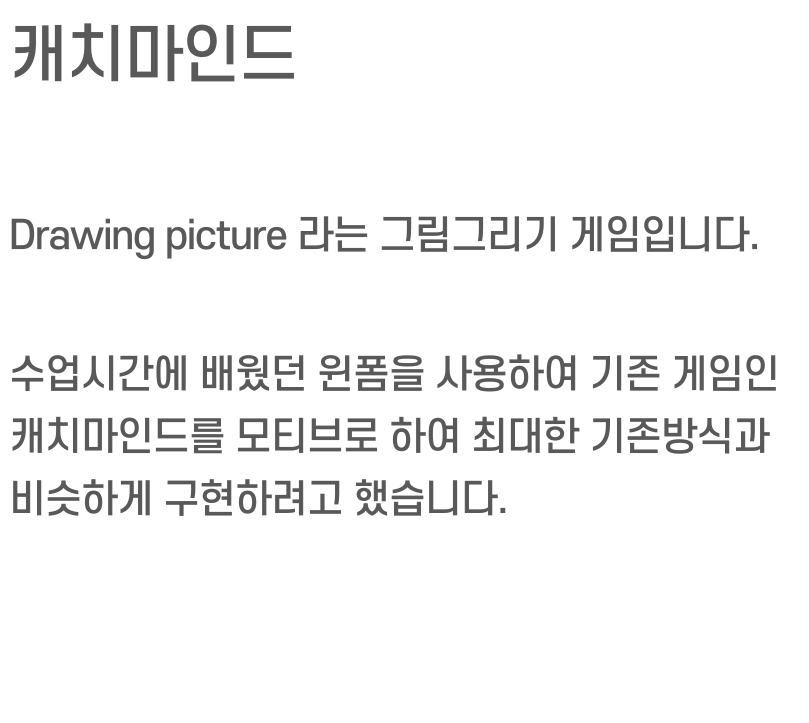 캐치마인드
Drawing picture 라는 그림그리기 게임입니다.
수업시간에 배웠던 윈폼을 사용하여 기존 게임인
캐치마인드를 모티브로 하여 최대한 기존방식과
비슷하게 구현하려고 했습니다.